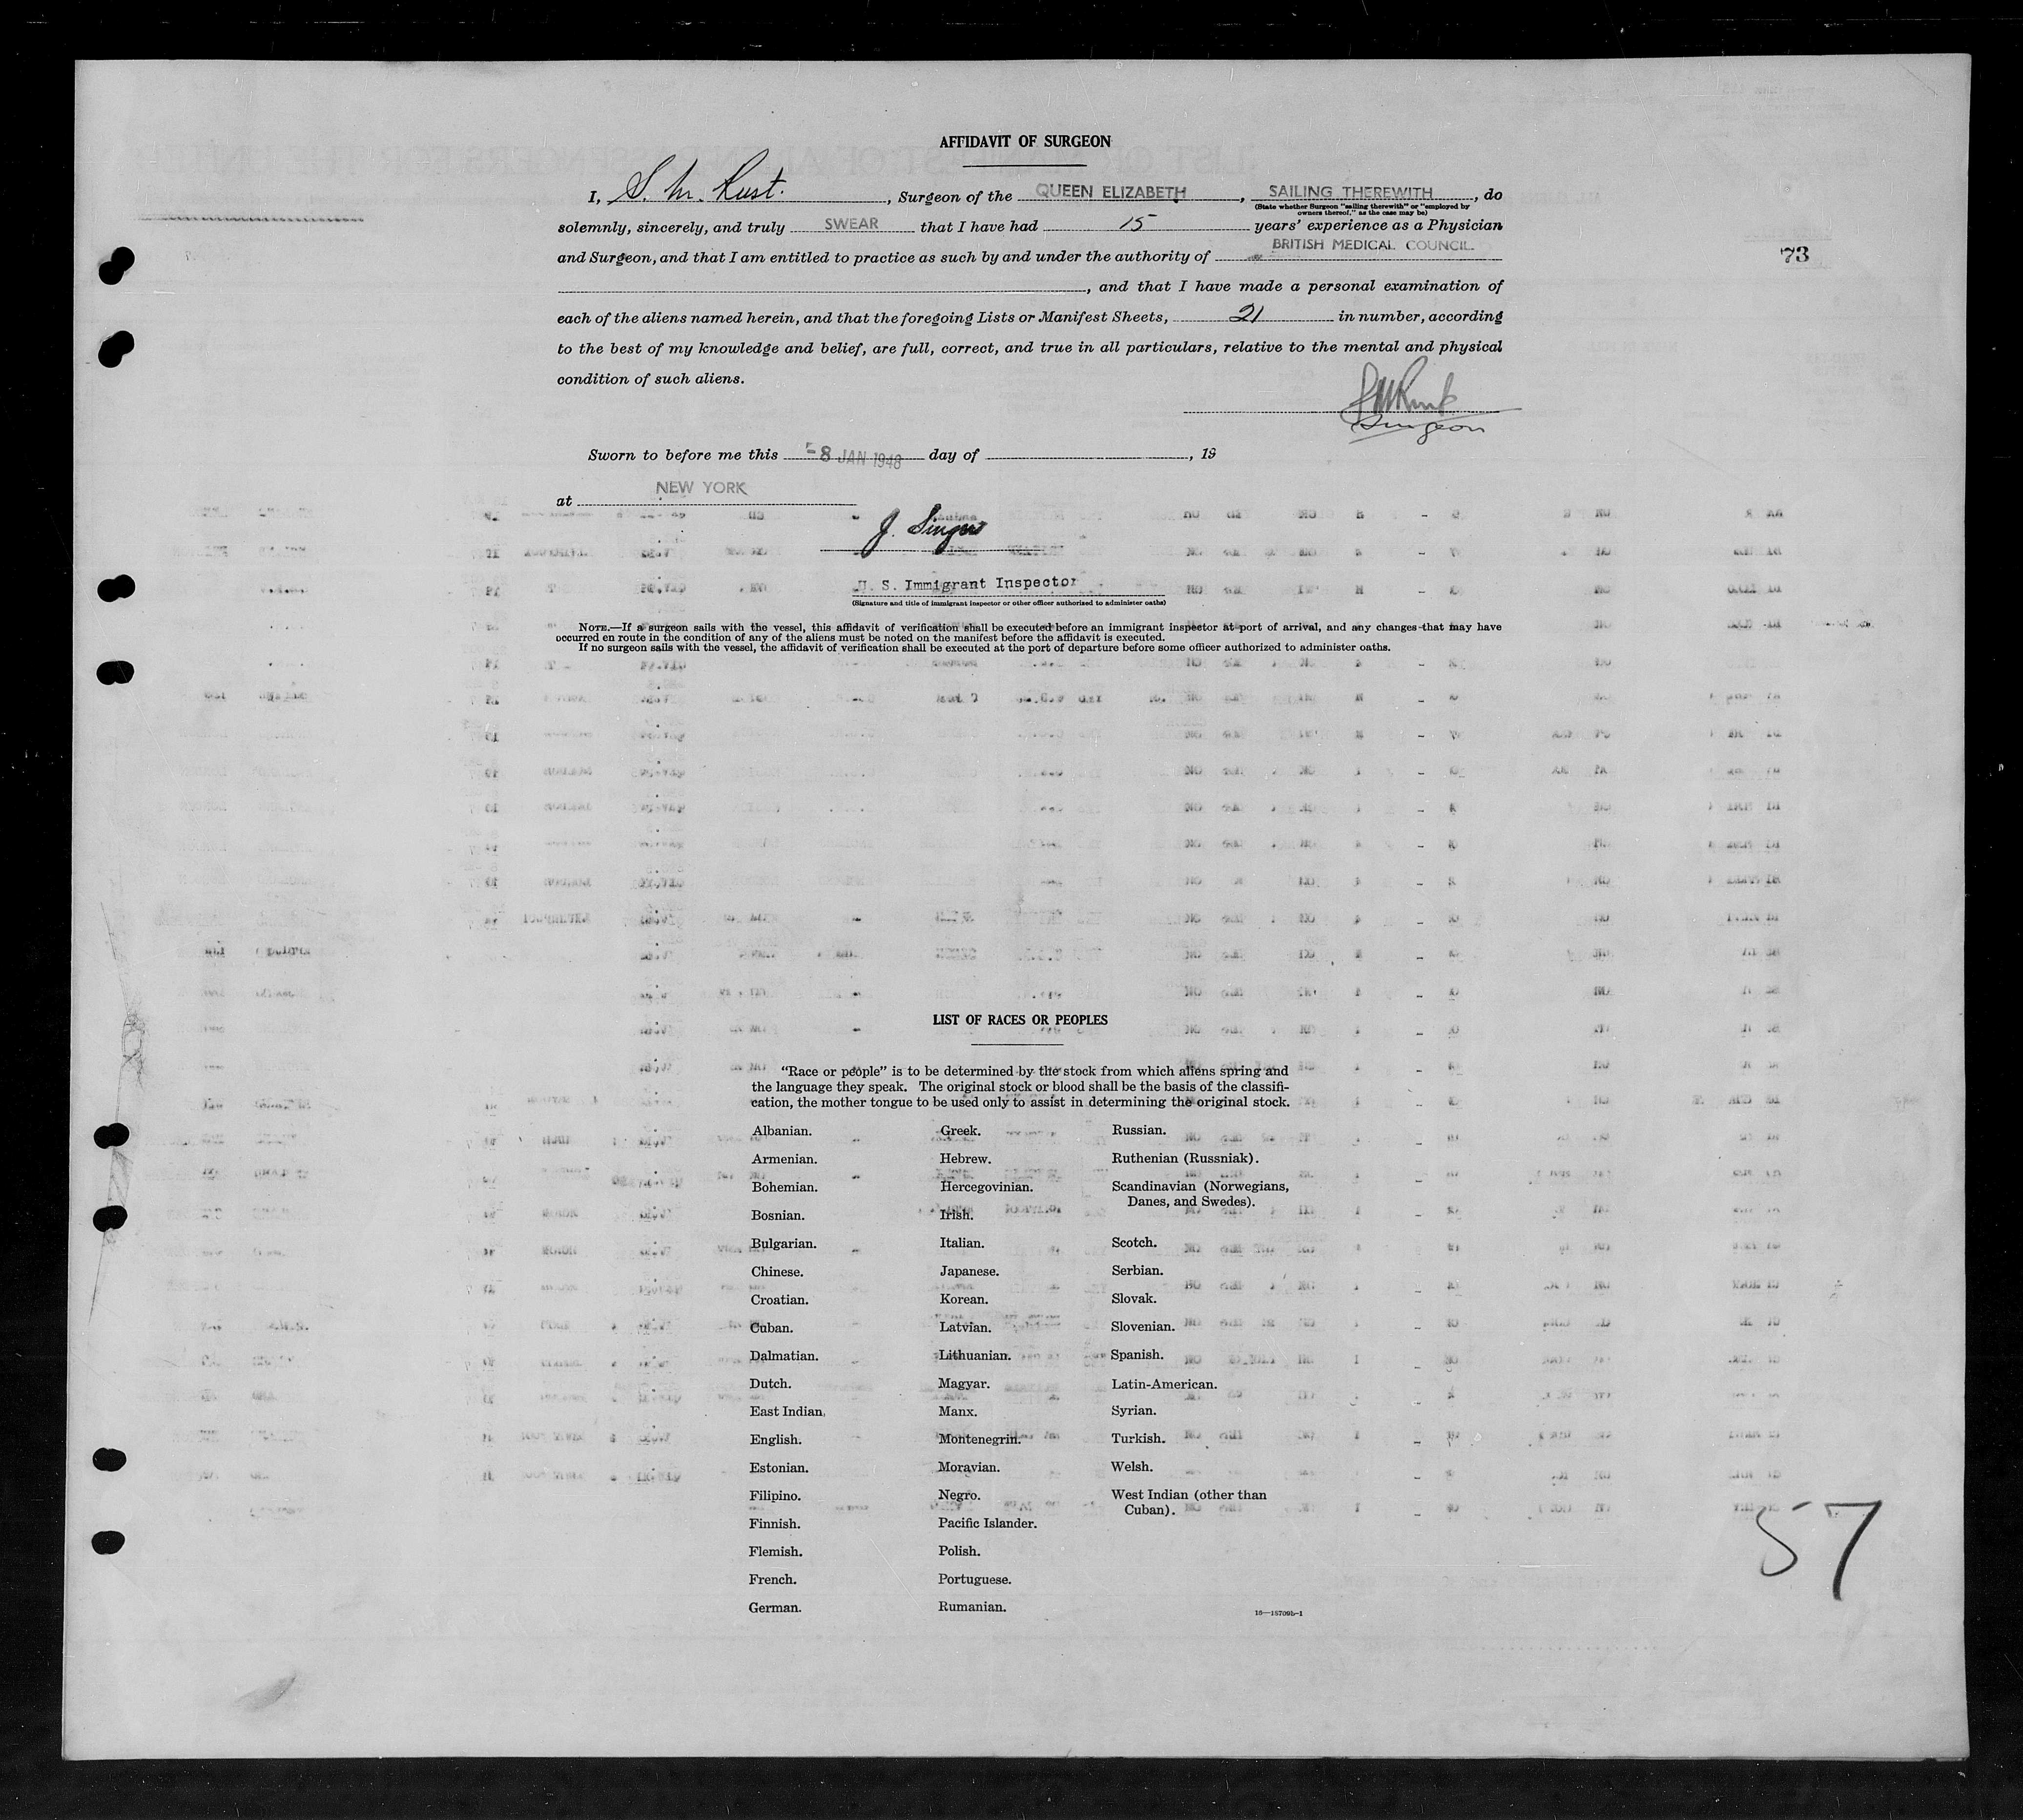 AFFIDAVIT OF SURGEON
I, S. M. Rust., Surgeon of the QUEEN ELIZABETH, SAILING THEREWITH, do
(State whether Surgeon "sailing therewith" or "employed by
owners thereof," as the case may be)
solemnly, sincerely, and truly SWEAR that I have had 15 years' experience as a Physician
BRITISH MEDICAL COUNCIL
and Surgeon, and that I am entitled to practice as such by and under the authority of
73
, and that I have made a personal examination of
each of the aliens named herein, and that the foregoing Lists or Manifest Sheets, 21 in number, according
to the best of my knowledge and belief, are full, correct, and true in all particulars, relative to the mental and physical
condition of such aliens.
Surgeon
Sworn to before me this -8 JAN 1948 day of , 19
at NEW YORK
J. Singer
U. S. Immigrant Inspector
(Signature and title of immigrant inspector or other officer authorized to administer oaths)
NOTE.—If a surgeon sails with the vessel, this affidavit of verification shall be executed before an immigrant inspector at port of arrival, and any changes that may have
occurred en route in the condition of any of the aliens must be noted on the manifest before the affidavit is executed.
If no surgeon sails with the vessel, the affidavit of verification shall be executed at the port of departure before some officer authorized to administer oaths.
LIST OF RACES OR PEOPLES
"Race or people" is to be determined by the stock from which aliens spring and
the language they speak. The original stock or blood shall be the basis of the classifi-
cation, the mother tongue to be used only to assist in determining the original stock.
Albanian.
Armenian.
Bohemian.
Bosnian.
Bulgarian.
Chinese.
Croatian.
Cuban.
Dalmatian.
Dutch.
East Indian.
English.
Estonian.
Filipino.
Finnish.
Flemish.
French.
German.
Greek.
Hebrew.
Hercegovinian.
Irish.
Italian.
Japanese.
Korean.
Latvian.
Lithuanian.
Magyar.
Manx.
Montenegrin.
Moravian.
Negro.
Pacific Islander.
Polish.
Portuguese.
Rumanian.
Russian.
Ruthenian (Russniak).
Scandinavian (Norwegians,
Danes, and Swedes).
Scotch.
Serbian.
Slovak.
Slovenian.
Spanish.
Latin-American.
Syrian.
Turkish.
Welsh.
West Indian (other than
Cuban).
57
16—15709b-1